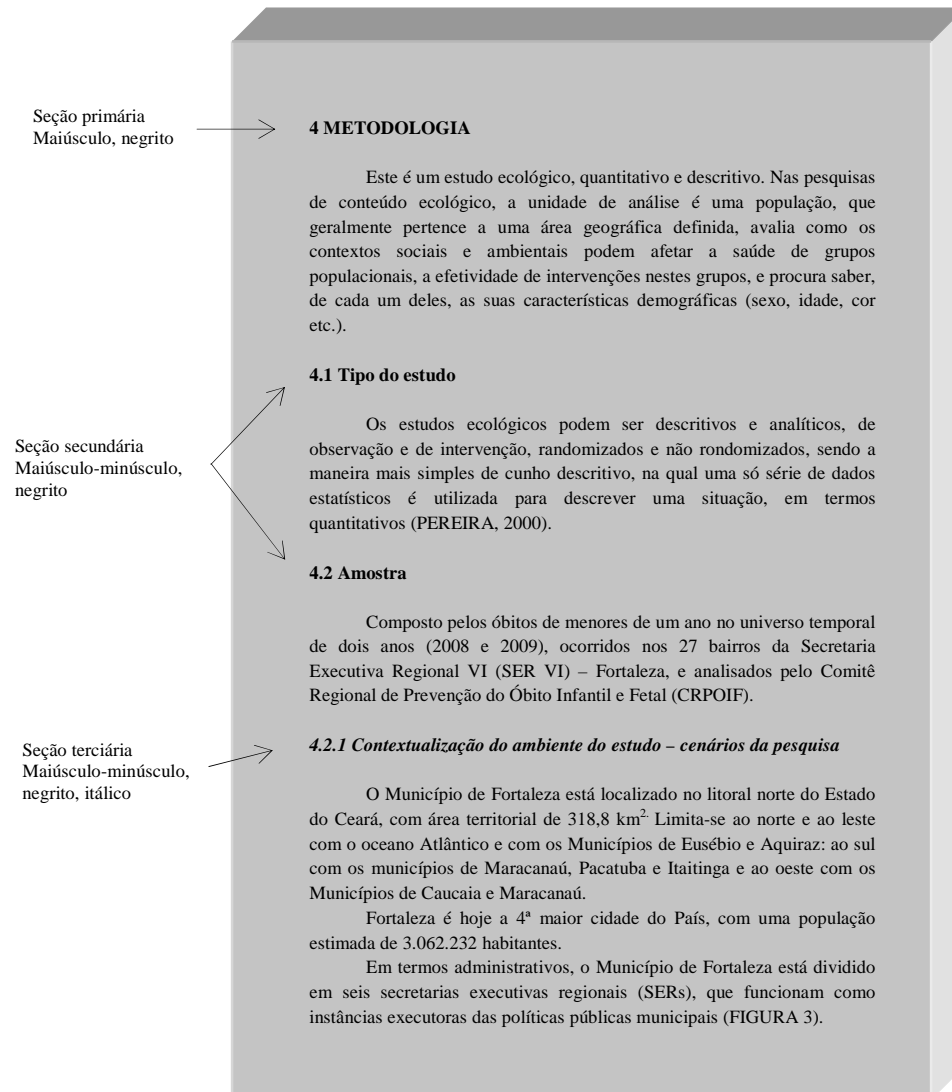 Seção primária
Maiúsculo, negrito
4 METODOLOGIA
Este é um estudo ecológico, quantitativo e descritivo. Nas pesquisas
de conteúdo ecológico, a unidade de análise é uma população, que
geralmente pertence a uma área geográfica definida, avalia como os
contextos sociais e ambientais podem afetar a saúde de grupos
populacionais, a efetividade de intervenções nestes grupos, e procura saber,
de cada um deles, as suas características demográficas (sexo, idade, cor
etc.).
Seção secundária
Maiúsculo-minúsculo,
negrito
4.1 Tipo do estudo
Os estudos ecológicos podem ser descritivos e analíticos, de
observação e de intervenção, randomizados e não rondomizados, sendo a
maneira mais simples de cunho descritivo, na qual uma só série de dados
estatísticos é utilizada para descrever uma situação, em termos
quantitativos (PEREIRA, 2000).
4.2 Amostra
Composto pelos óbitos de menores de um ano no universo temporal
de dois anos (2008 e 2009), ocorridos nos 27 bairros da Secretaria
Executiva Regional VI (SER VI) – Fortaleza, e analisados pelo Comitê
Regional de Prevenção do Óbito Infantil e Fetal (CRPOIF).
Seção terciária
Maiúsculo-minúsculo,
negrito, itálico
4.2.1 Contextualização do ambiente do estudo – cenários da pesquisa
O Município de Fortaleza está localizado no litoral norte do Estado
do Ceará, com área territorial de 318,8 km². Limita-se ao norte e ao leste
com o oceano Atlântico e com os Municípios de Eusébio e Aquiraz: ao sul
com os municípios de Maracanaú, Pacatuba e Itaitinga e ao oeste com os
Municípios de Caucaia e Maracanaú.
Fortaleza é hoje a 4ª maior cidade do País, com uma população
estimada de 3.062.232 habitantes.
Em termos administrativos, o Município de Fortaleza está dividido
em seis secretarias executivas regionais (SERs), que funcionam como
instâncias executoras das políticas públicas municipais (FIGURA 3).